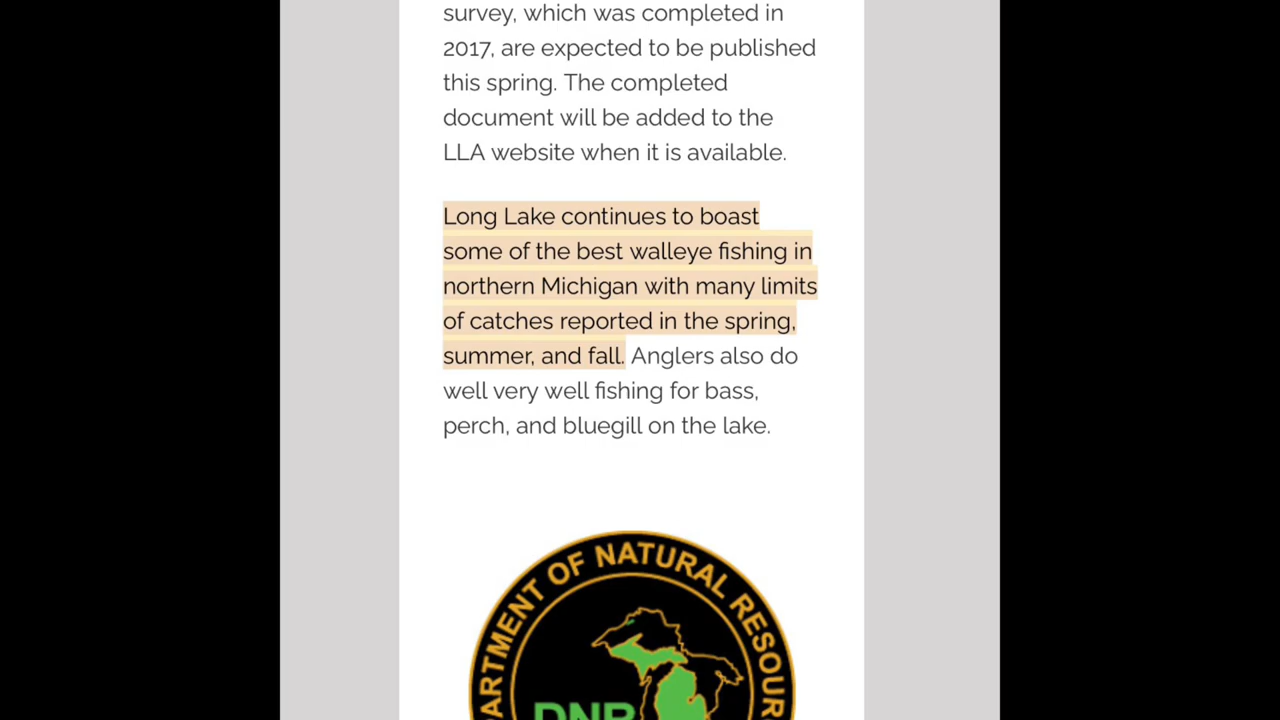 survey, which was completed in
2017, are expected to be published
this spring. The completed
document will be added to the
LLA website when it is available.
Long Lake continues to boast
some of the best walleye fishing in
northern Michigan with many limits
of catches reported in the spring,
summer, and fall. Anglers also do
well very well fishing for bass,
perch, and bluegill on the lake.
ARTMENT OF NATURAL RESOUR
DNR